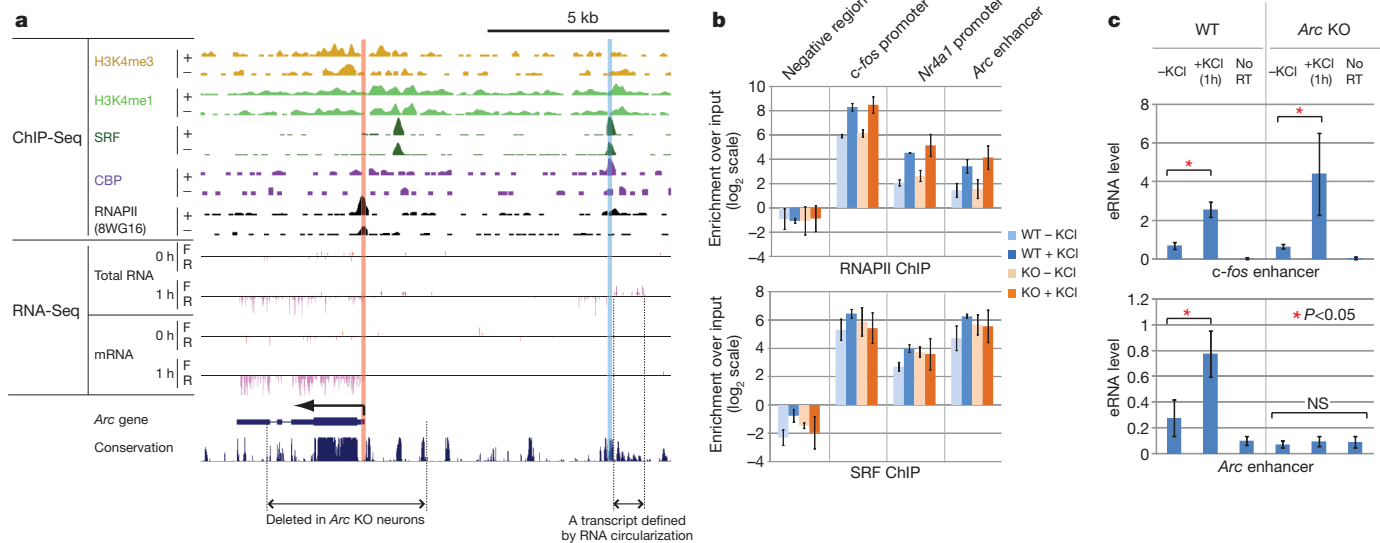 a
5 kb
ChIP-Seq
H3K4me3
+
–
H3K4me1
+
–
SRF
+
–
CBP
+
–
RNAPII
(8WG16)
+
–
RNA-Seq
Total RNA
0 h
F
R
1 h
F
R
mRNA
0 h
F
R
1 h
F
R
Arc gene
Conservation
Deleted in Arc KO neurons
A transcript defined
by RNA circularization
b
Negative region
c-fos promoter
Nr4a1 promoter
Arc enhancer
Enrichment over input
(log2 scale)
10
8
6
4
2
0
–2
–4
RNAPII ChIP
WT – KCl
WT + KCl
KO – KCl
KO + KCl
Enrichment over input
(log2 scale)
8
6
4
2
0
–2
–4
SRF ChIP
c
WT
Arc KO
–KCl
+KCl
(1h)
No
RT
–KCl
+KCl
(1h)
No
RT
eRNA level
8
6
4
2
0
*
*
c-fos enhancer
eRNA level
1.2
1
0.8
0.6
0.4
0.2
0
*
* P<0.05
NS
Arc enhancer